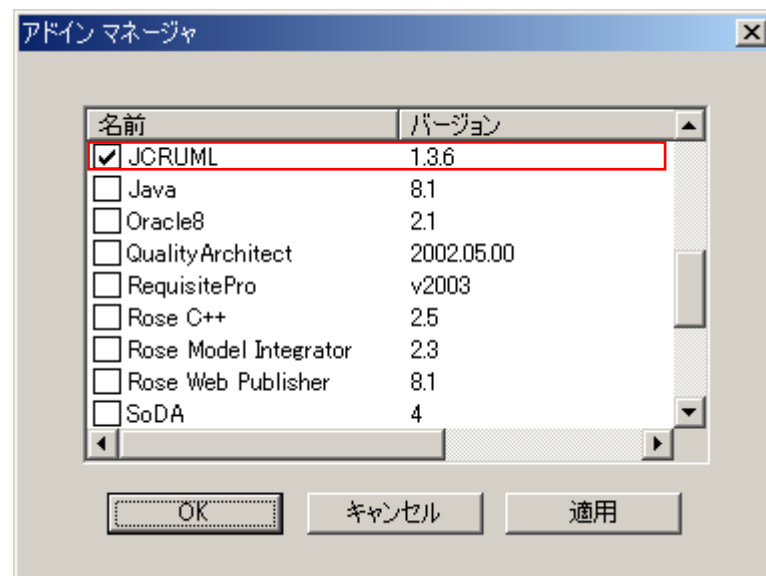 アドイン マネージャ
名前 バージョン
JCRUML 1.3.6
Java 8.1
Oracle8 2.1
QualityArchitect 2002.05.00
RequisitePro v2003
Rose C++ 2.5
Rose Model Integrator 2.3
Rose Web Publisher 8.1
SoDA 4
OK キャンセル 適用